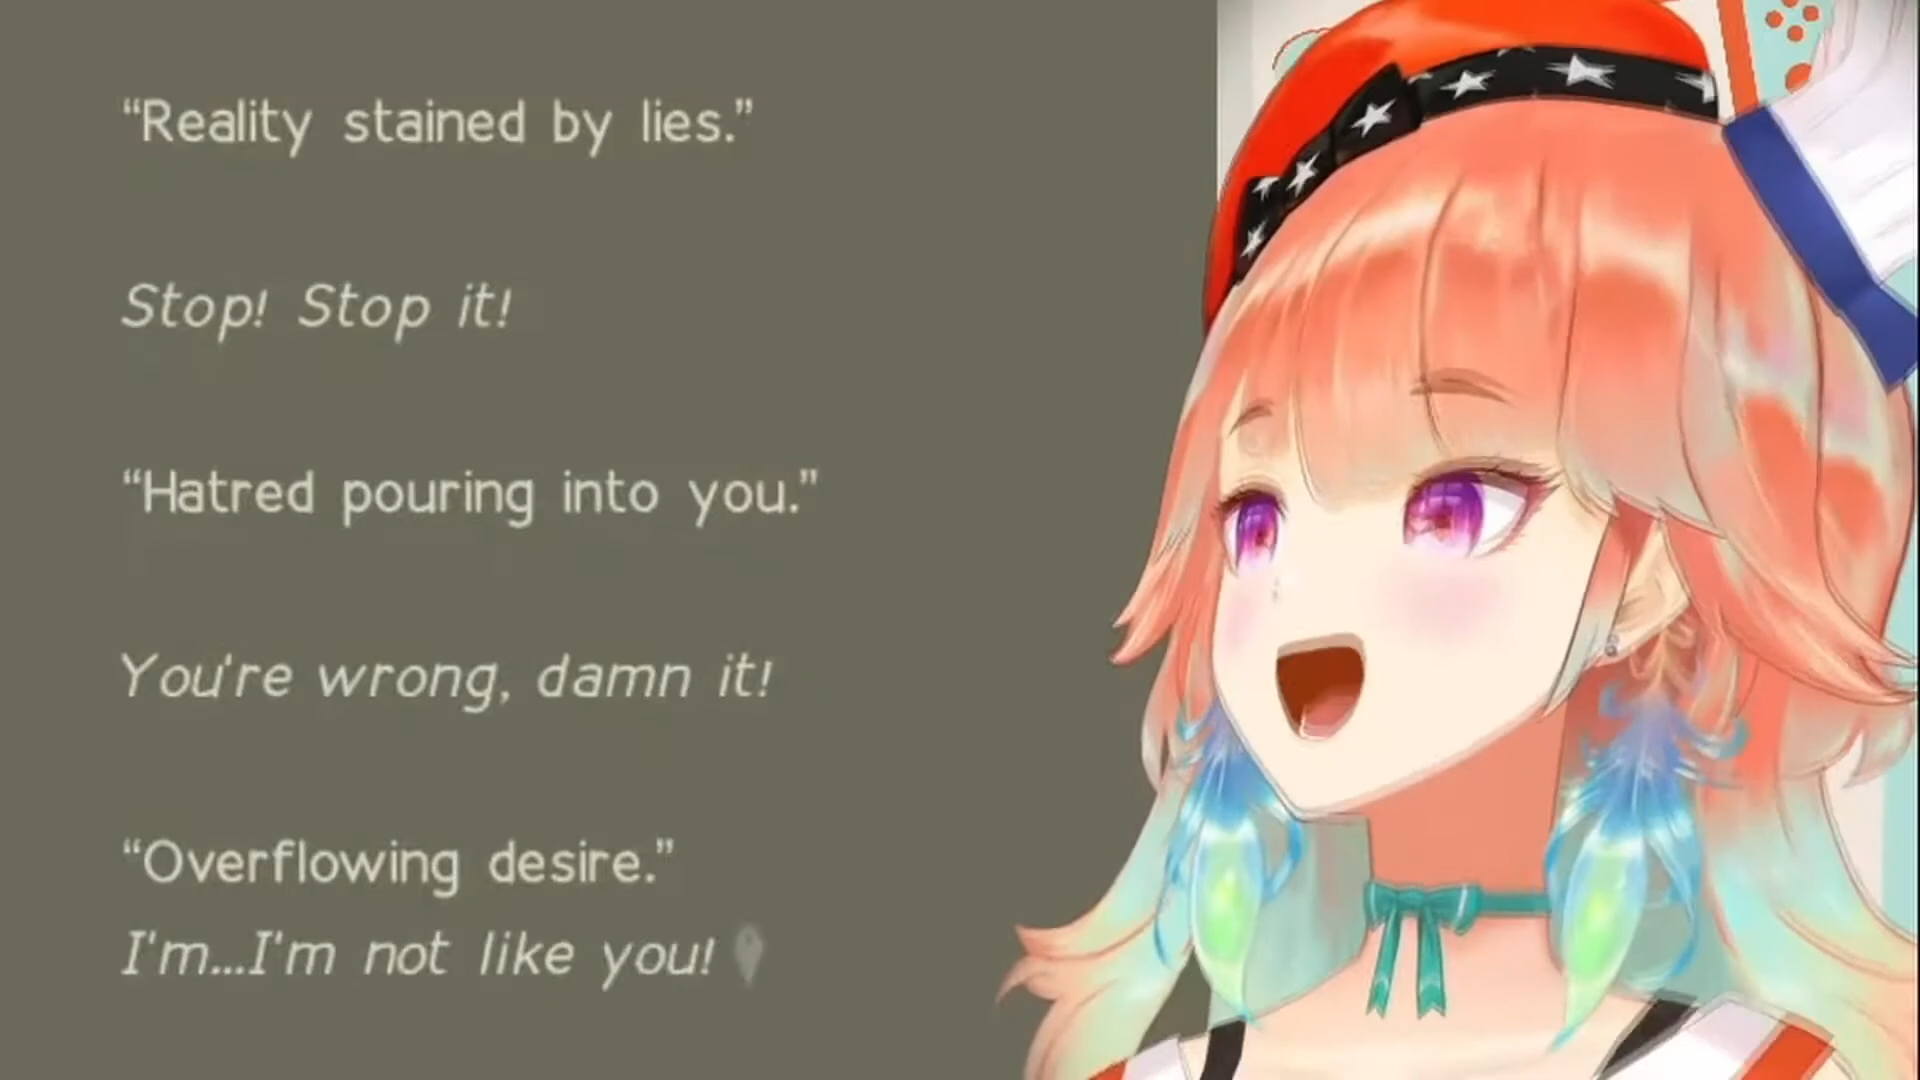 “Reality stained by lies.”
Stop! Stop it!
“Hatred pouring into you.”
You're wrong, damn it!
“Overflowing desire.”
I'm...I'm not like you!